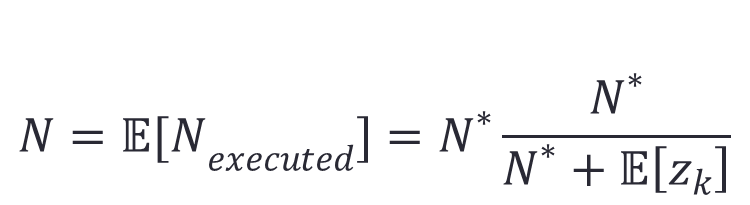 N = 𝔼[N_executed] = N* N* / (N* + 𝔼[z_k])